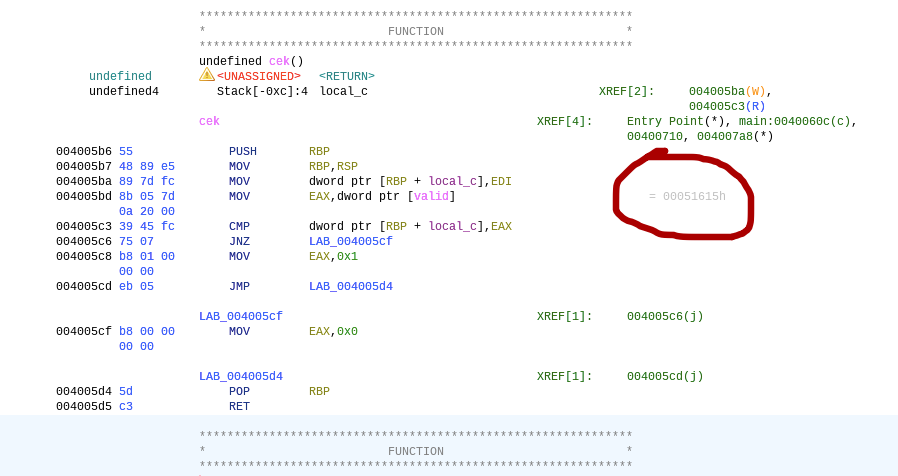 *************************************************************
* FUNCTION *
*************************************************************
undefined cek()
undefined <UNASSIGNED> <RETURN>
undefined4 Stack[-0xc]:4 local_c XREF[2]: 004005ba(W),
004005c3(R)
cek XREF[4]: Entry Point(*), main:0040060c(c),
00400710, 004007a8(*)
004005b6 55 PUSH RBP
004005b7 48 89 e5 MOV RBP,RSP
004005ba 89 7d fc MOV dword ptr [RBP + local_c],EDI
004005bd 8b 05 7d MOV EAX,dword ptr [valid] = 00051615h
0a 20 00
004005c3 39 45 fc CMP dword ptr [RBP + local_c],EAX
004005c6 75 07 JNZ LAB_004005cf
004005c8 b8 01 00 MOV EAX,0x1
00 00
004005cd eb 05 JMP LAB_004005d4
LAB_004005cf XREF[1]: 004005c6(j)
004005cf b8 00 00 MOV EAX,0x0
00 00
LAB_004005d4 XREF[1]: 004005cd(j)
004005d4 5d POP RBP
004005d5 c3 RET
*************************************************************
* FUNCTION *
*************************************************************